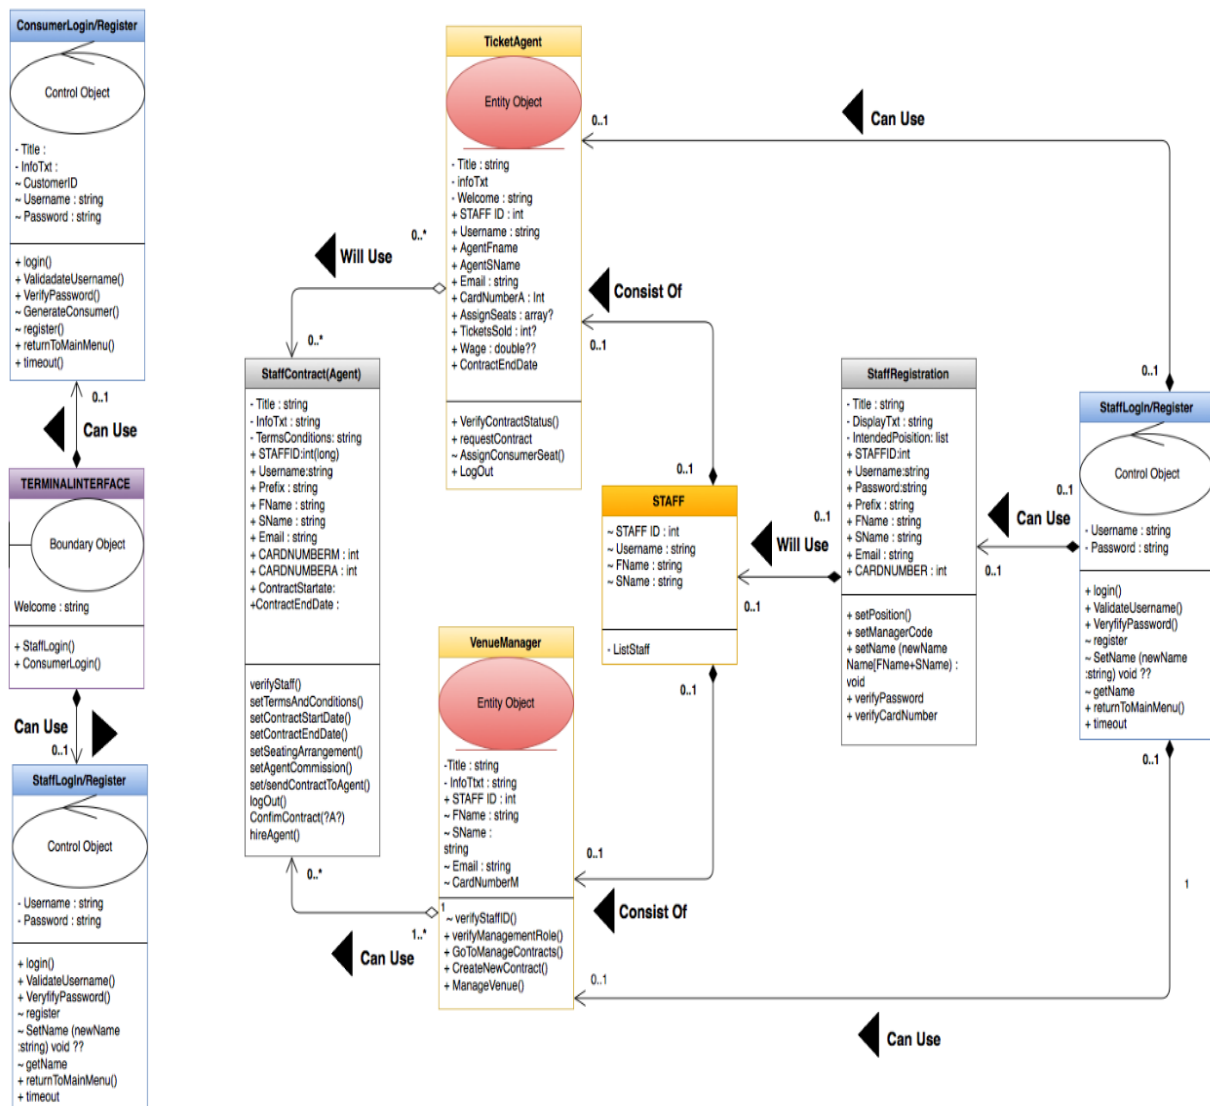 ConsumerLogin/Register
Control Object
- Title :
- InfoTxt :
~ CustomerID
~ Username : string
~ Password : string
+ login()
+ ValidadateUsername()
+ VerifyPassword()
~ GenerateConsumer()
~ register()
+ returnToMainMenu()
+ timeout()
0..1
Can Use
TERMINALINTERFACE
Boundary Object
Welcome : string
+ StaffLogin()
+ ConsumerLogin()
Can Use
0..1
StaffLogIn/Register
Control Object
- Username : string
- Password : string
+ login()
+ ValidateUsername()
+ VeryfifyPassword()
~ register
~ SetName (newName
:string) void ??
~ getName
+ returnToMainMenu()
+ timeout
0..*
Will Use
0..*
StaffContract(Agent)
- Title : string
- InfoTxt : string
- TermsConditions: string
+ STAFFID:int(long)
+ Username:string
+ Prefix : string
+ FName : string
+ SName : string
+ Email : string
+ CARDNUMBERM : int
+ CARDNUMBERA : int
+ ContractStartate:
+ContractEndDate :
verifyStaff()
setTermsAndConditions()
setContractStartDate()
setContractEndDate()
setSeatingArrangement()
setAgentCommission()
set/sendContractToAgent()
logOut()
ConfimContract(?A?)
hireAgent()
0..*
1..*
Can Use
TicketAgent
Entity Object
- Title : string
- infoTxt
- Welcome : string
+ STAFF ID : int
+ Username : string
+ AgentFname
+ AgentSName
+ Email : string
+ CardNumberA : Int
+ AssignSeats : array?
+ TicketsSold : int?
+ Wage : double??
+ ContractEndDate
+ VerifyContractStatus()
+ requestContract
~ AssignConsumerSeat()
+ LogOut
VenueManager
Entity Object
-Title : string
- InfoTtxt : string
+ STAFF ID : int
~ FName : string
~ SName :
string
~ Email : string
~ CardNumberM
1
~ verifyStaffID()
+ verifyManagementRole()
+ GoToManageContracts()
+ CreateNewContract()
+ ManageVenue()
0..1
Can Use
Consist Of
0..1
0..1
STAFF
~ STAFF ID : int
~ Username : string
~ FName : string
~ SName : string
- ListStaff
0..1
0..1
Consist Of
0..1
Will Use
0..1
StaffRegistration
- Title : string
- DisplayTxt : string
- IntendedPoisition: list
+ STAFFID:int
+ Username:string
+ Password:string
+ Prefix : string
+ FName : string
+ SName : string
+ Email : string
+ CARDNUMBER : int
+ setPosition()
+ setManagerCode
+ setName (newName
Name[FName+SName) :
void
+ verifyPassword
+ verifyCardNumber
0..1
Can Use
0..1
0..1
StaffLogIn/Register
Control Object
- Username : string
- Password : string
+ login()
+ ValidateUsername()
+ VeryfifyPassword()
~ register
~ SetName (newName
:string) void ??
~ getName
+ returnToMainMenu()
+ timeout
0..1
1
0..1
Can Use